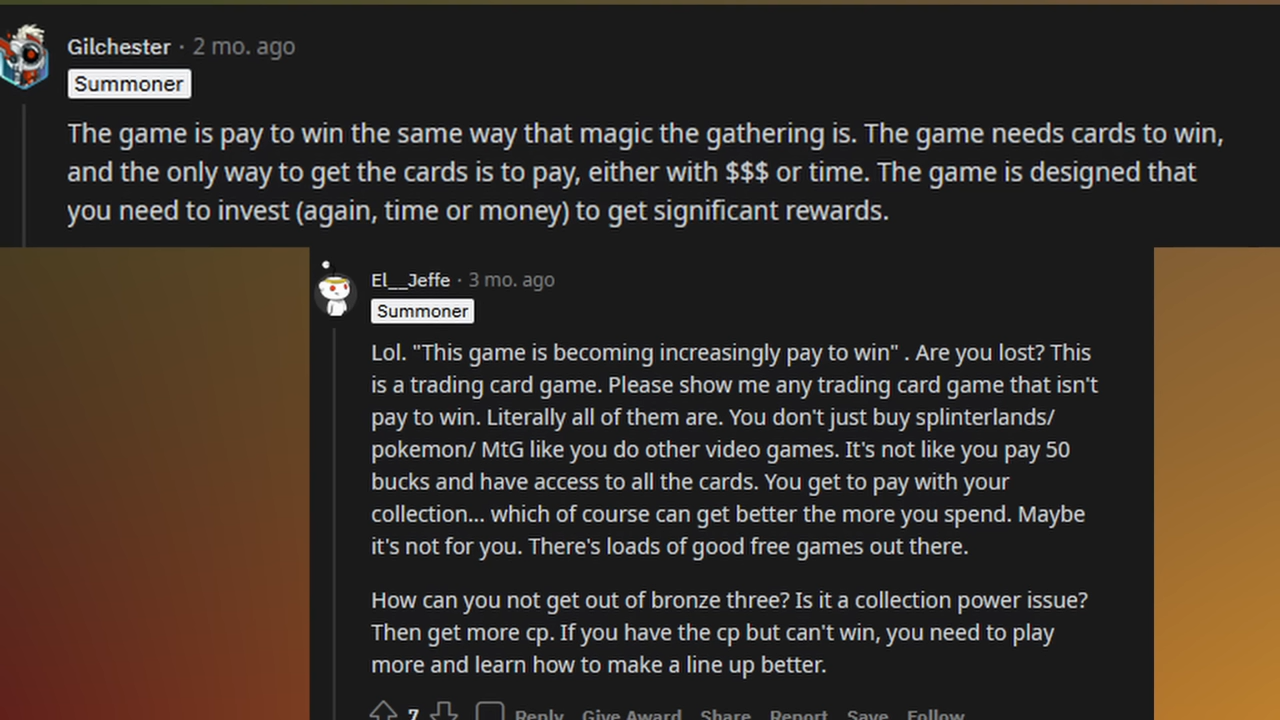 Gilchester · 2 mo. ago
Summoner
The game is pay to win the same way that magic the gathering is. The game needs cards to win,
and the only way to get the cards is to pay, either with $$$ or time. The game is designed that
you need to invest (again, time or money) to get significant rewards.
El__Jeffe · 3 mo. ago
Summoner
Lol. "This game is becoming increasingly pay to win" . Are you lost? This
is a trading card game. Please show me any trading card game that isn't
pay to win. Literally all of them are. You don't just buy splinterlands/
pokemon/ MtG like you do other video games. It's not like you pay 50
bucks and have access to all the cards. You get to pay with your
collection... which of course can get better the more you spend. Maybe
it's not for you. There's loads of good free games out there.
How can you not get out of bronze three? Is it a collection power issue?
Then get more cp. If you have the cp but can't win, you need to play
more and learn how to make a line up better.
7 Reply Give Award Share Report Save Follow